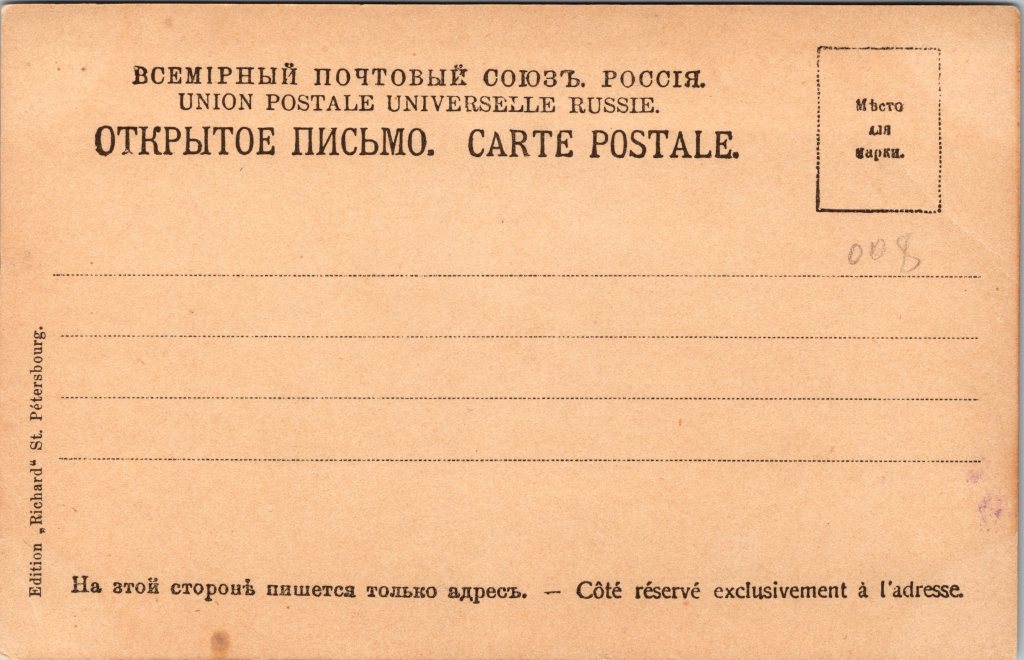 ВСЕМІРНЫЙ ПОЧТОВЫЙ СОЮЗЪ. РОССІЯ.
UNION POSTALE UNIVERSELLE RUSSIE.
ОТКРЫТОЕ ПИСЬМО. CARTE POSTALE.
Мѣсто
для
марки.
008
Edition „Richard“ St. Pétersbourg.
На этой сторонѣ пишется только адресъ. — Côté réservé exclusivement à l'adresse.